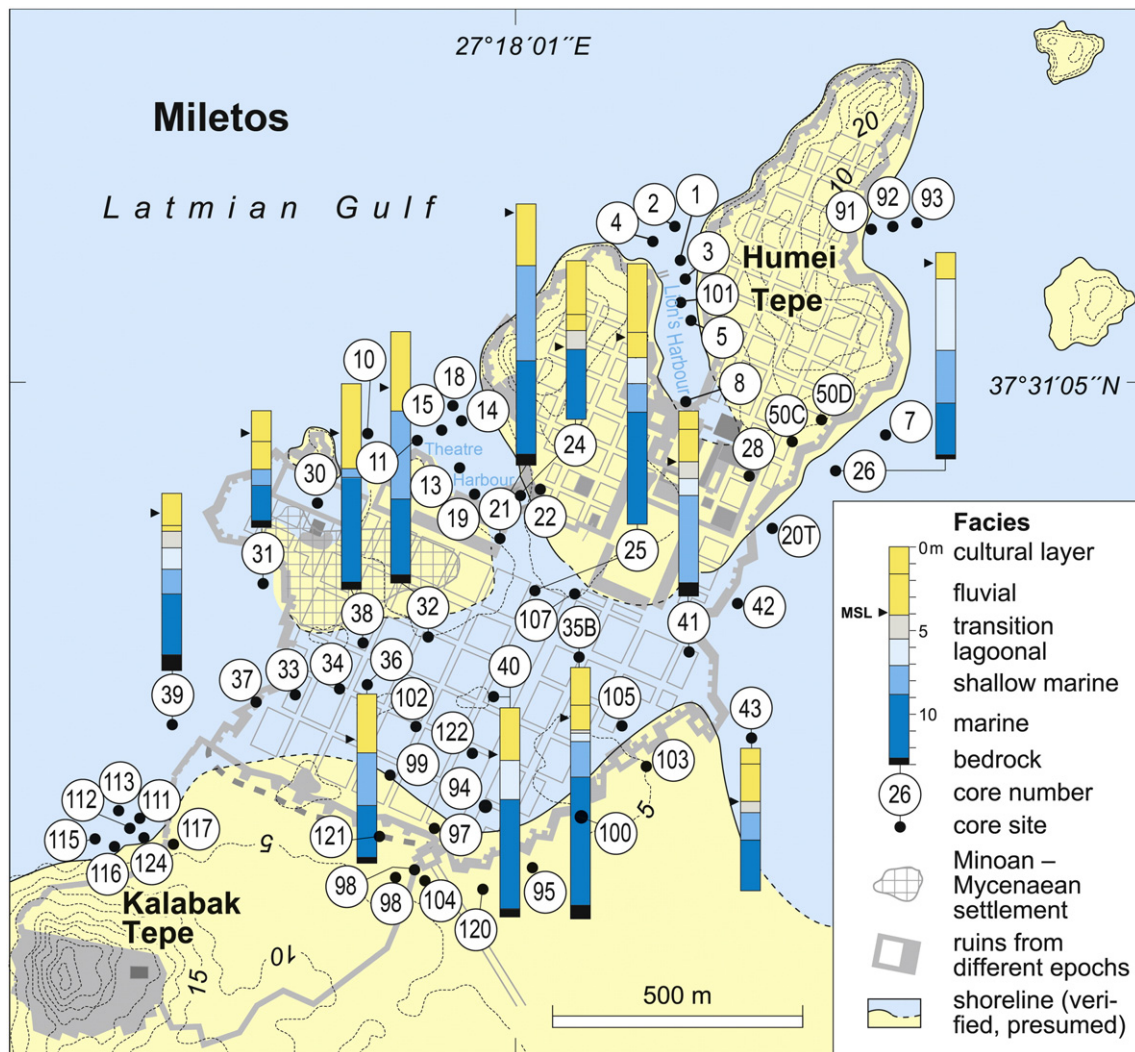 27°18´01´´E
Miletos
Latmian Gulf
20
10
1
2
4
3
91
92
93
Humei
Tepe
101
5
Lion's Harbour
8
37°31´05´´N
50D
50C
7
28
26
20T
42
10
18
15
14
11
Theatre
Harbour
13
19
21
22
24
25
30
31
38
32
107
35B
41
39
37
33
34
36
40
102
122
105
43
99
94
103
5
97
100
121
113
112
111
115
117
116
124
5
98
98
104
120
95
Kalabak
Tepe
15
10
500 m
Facies
0m
cultural layer
fluvial
MSL
transition
5
lagoonal
shallow marine
10
marine
bedrock
26
core number
core site
Minoan –
Mycenaean
settlement
ruins from
different epochs
shoreline (veri-
fied, presumed)